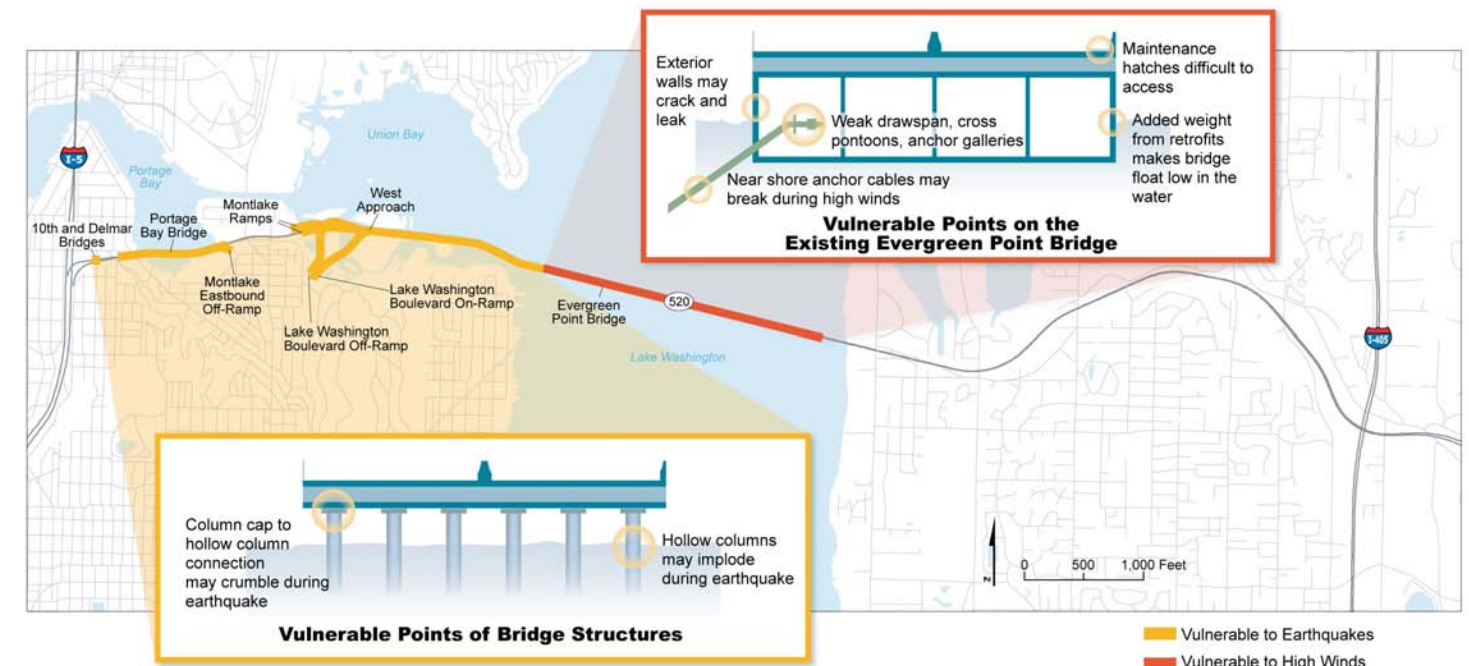 Exterior
walls may
crack and
leak
Maintenance
hatches difficult to
access
Weak drawspan, cross
pontoons, anchor galleries
Added weight
from retrofits
makes bridge
float low in the
water
Near shore anchor cables may
break during high winds
Vulnerable Points on the
Existing Evergreen Point Bridge
I-5
Portage
Bay
Union Bay
10th and Delmar
Bridges
Portage
Bay Bridge
Montlake
Ramps
West
Approach
Montlake
Eastbound
Off-Ramp
Lake Washington
Boulevard On-Ramp
Lake Washington
Boulevard Off-Ramp
Evergreen
Point Bridge
520
Lake Washington
I-405
Column cap to
hollow column
connection
may crumble during
earthquake
Hollow columns
may implode
during earthquake
Vulnerable Points of Bridge Structures
N
0 500 1,000 Feet
Vulnerable to Earthquakes
Vulnerable to High Winds